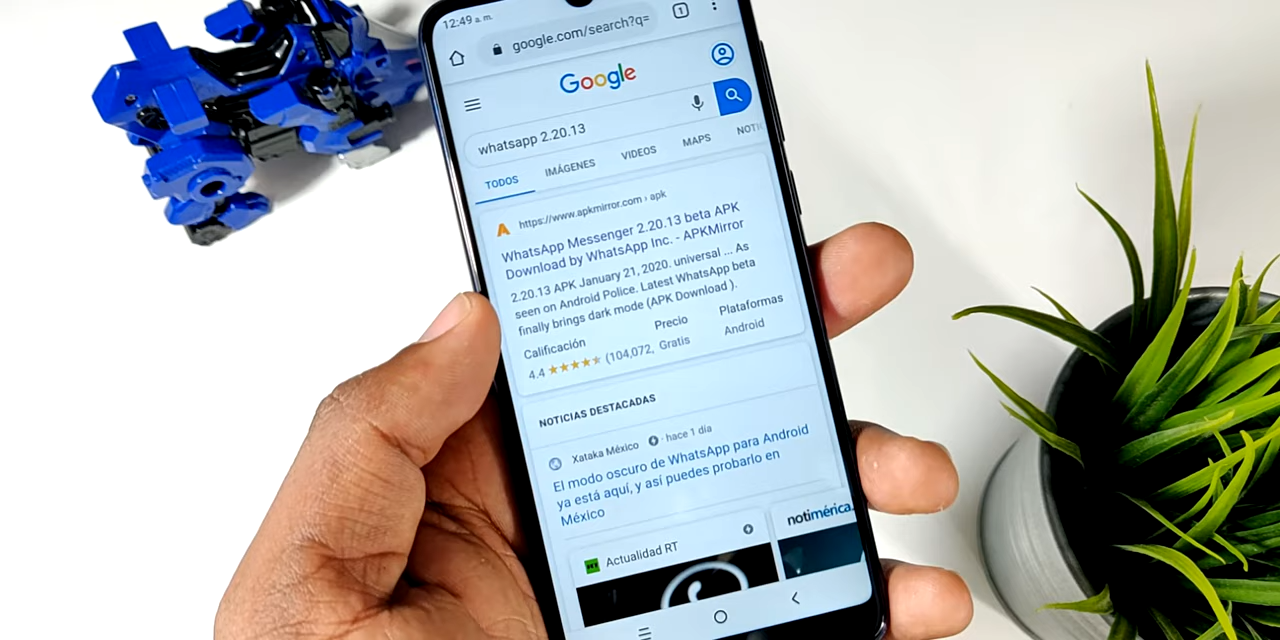 12:49 a. m.
google.com/search?q=
1
Google
whatsapp 2.20.13
TODOS IMÁGENES VIDEOS MAPS NOTI
https://www.apkmirror.com › apk
WhatsApp Messenger 2.20.13 beta APK
Download by WhatsApp Inc. - APKMirror
2.20.13 APK January 21, 2020. universal ... As
seen on Android Police. Latest WhatsApp beta
finally brings dark mode (APK Download ).
Calificación Precio Plataformas
4.4 ★★★★★ (104,072, Gratis Android
NOTICIAS DESTACADAS
Xataka México · hace 1 día
El modo oscuro de WhatsApp para Android
ya está aquí, y así puedes probarlo en
México
Actualidad RT
notimérica.